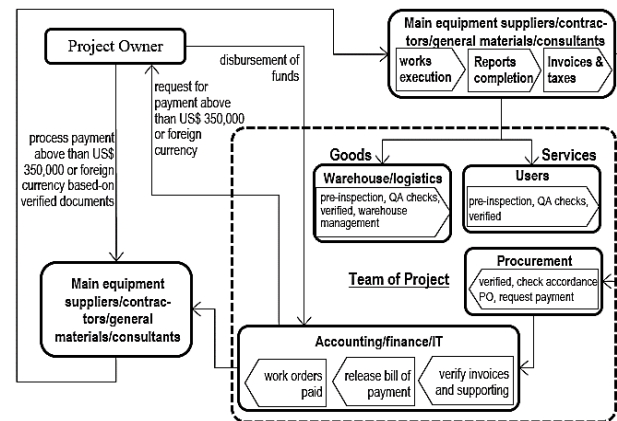 Project Owner
disbursement of
funds
request for
payment above
than US$ 350,000
or foreign
currency
process payment
above than US$
350,000 or foreign
currency based-on
verified documents
Main equipment suppliers/contrac-
tors/general materials/consultants
works
execution
Reports
completion
Invoices &
taxes
Goods
Services
Warehouse/logistics
pre-inspection, QA checks,
verified, warehouse
management
Users
pre-inspection, QA checks,
verified
Team of Project
Procurement
verified, check accordance
PO, request payment
Main equipment
suppliers/contrac-
tors/general
materials/consultants
Accounting/finance/IT
work orders
paid
release bill of
payment
verify invoices
and supporting